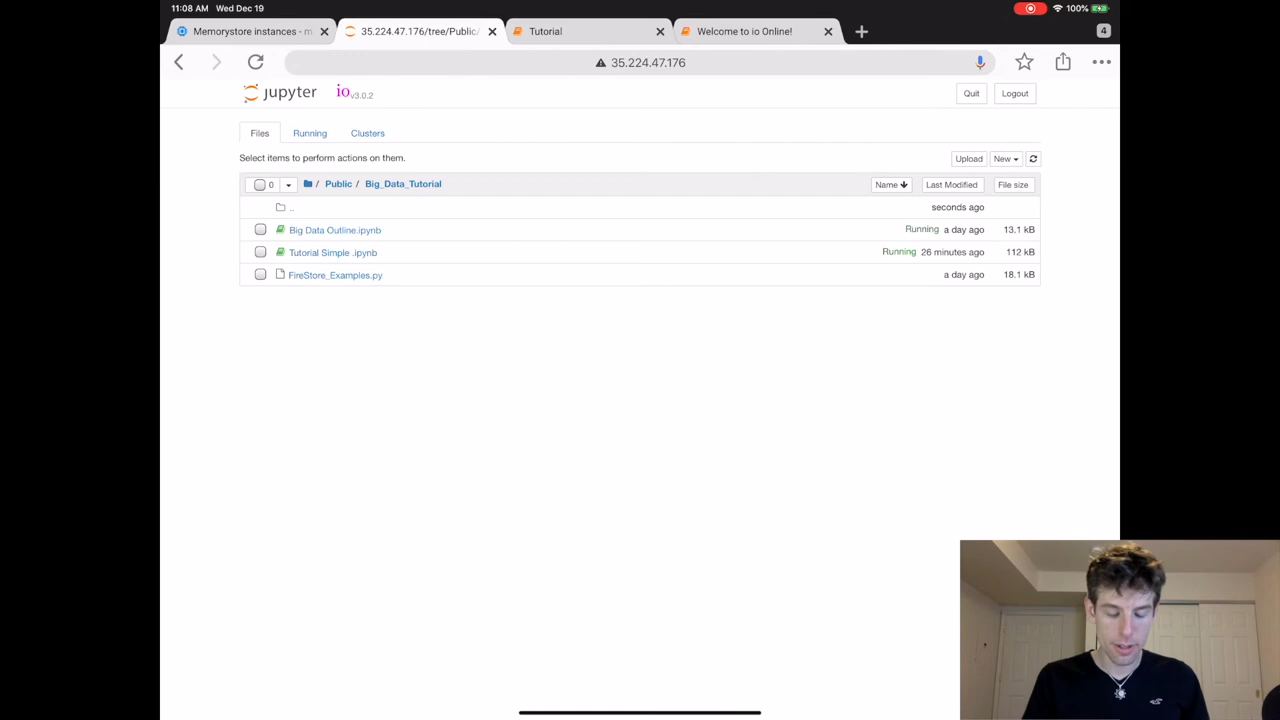 11:08 AM Wed Dec 19 100%
Memorystore instances - m 35.224.47.176/tree/Public/ Tutorial Welcome to io Online! 4
35.224.47.176
jupyter io v3.0.2 Quit Logout
Files Running Clusters
Select items to perform actions on them. Upload New
0 / Public / Big_Data_Tutorial Name Last Modified File size
.. seconds ago
Big Data Outline.ipynb Running a day ago 13.1 kB
Tutorial Simple .ipynb Running 26 minutes ago 112 kB
FireStore_Examples.py a day ago 18.1 kB